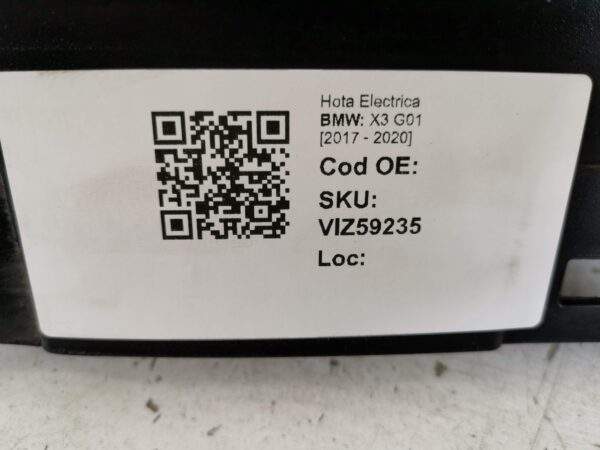 Hota Electrica
BMW: X3 G01
[2017 - 2020]
Cod OE:
SKU:
VIZ59235
Loc: